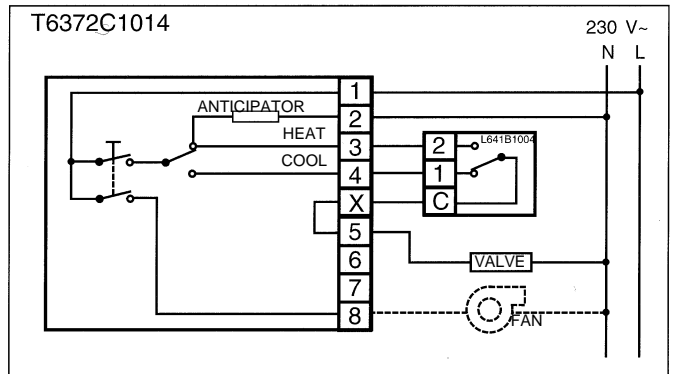 T6372C1014
230 V~
N L
1
ANTICIPATOR
2
HEAT
3
COOL
4
X
5
6
7
8
2
L641B1004
1
C
VALVE
FAN